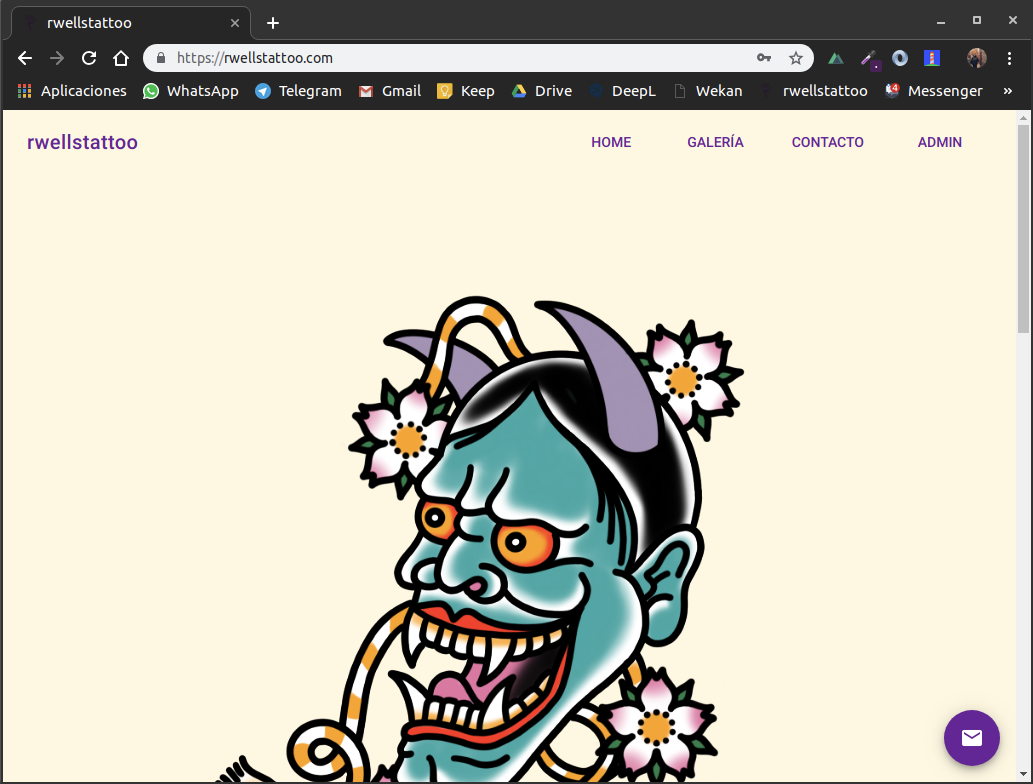 rwellstattoo
https://rwellstattoo.com
Aplicaciones WhatsApp Telegram Gmail Keep Drive DeepL Wekan rwellstattoo 4 Messenger »
rwellstattoo HOME GALERÍA CONTACTO ADMIN